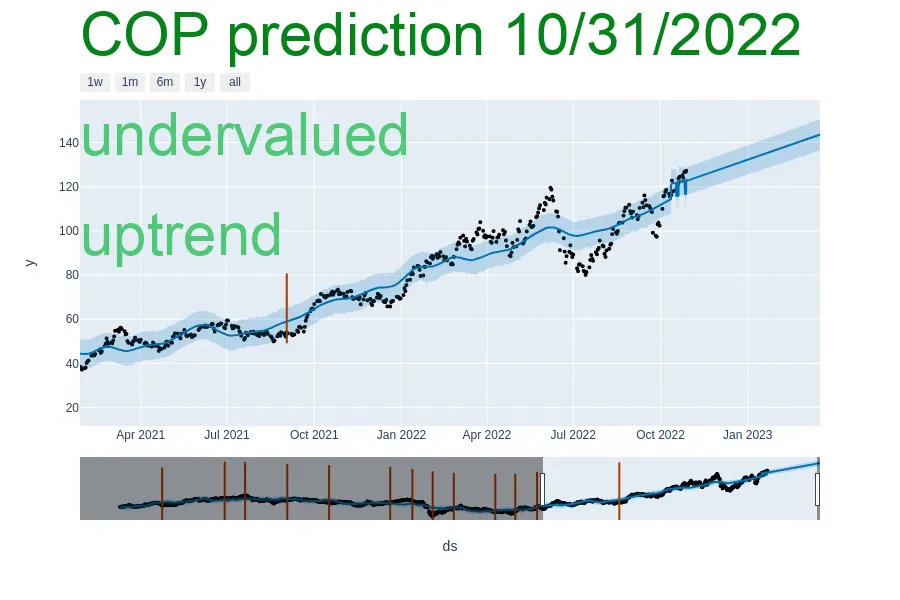 COP prediction 10/31/2022
1w 1m 6m 1y all
undervalued
uptrend
y
140
120
100
80
60
40
20
Apr 2021 Jul 2021 Oct 2021 Jan 2022 Apr 2022 Jul 2022 Oct 2022 Jan 2023
ds